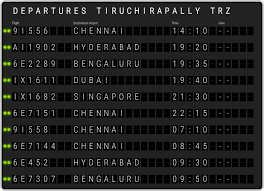 DEPARTURES TIRUCHIRAPALLY TRZ
Flight Destination Airport Time Gate
9I556 CHENNAI 14:10 --
AI1902 HYDERABAD 19:20 --
6E2289 BENGALURU 19:35 --
IX1611 DUBAI 19:40 --
IX1682 SINGAPORE 21:30 --
6E7151 CHENNAI 22:15 --
9I558 CHENNAI 07:10 --
6E7144 CHENNAI 08:45 --
6E452 HYDERABAD 09:30 --
6E7307 BENGALURU 09:50 --